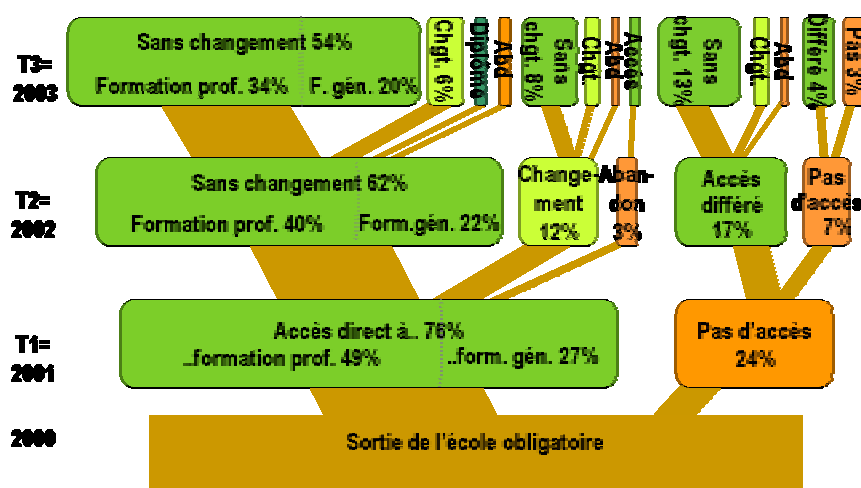 T3=
2003
Sans changement 54%
Formation prof. 34%
F. gén. 20%
Chgt. 6%
Diplôme
Abd
Sans
chgt. 8%
Chgt.
Abd
Accès
Sans
chgt. 13%
Chgt.
Abd
Différé 4%
Pas 3%
T2=
2002
Sans changement 62%
Formation prof. 40%
Form.gén. 22%
Change-
ment
12%
Aban-
don
3%
Accès
différé
17%
Pas
d'accès
7%
T1=
2001
Accès direct à.. 76%
..formation prof. 49%
..form. gén. 27%
Pas d'accès
24%
2000
Sortie de l'école obligatoire